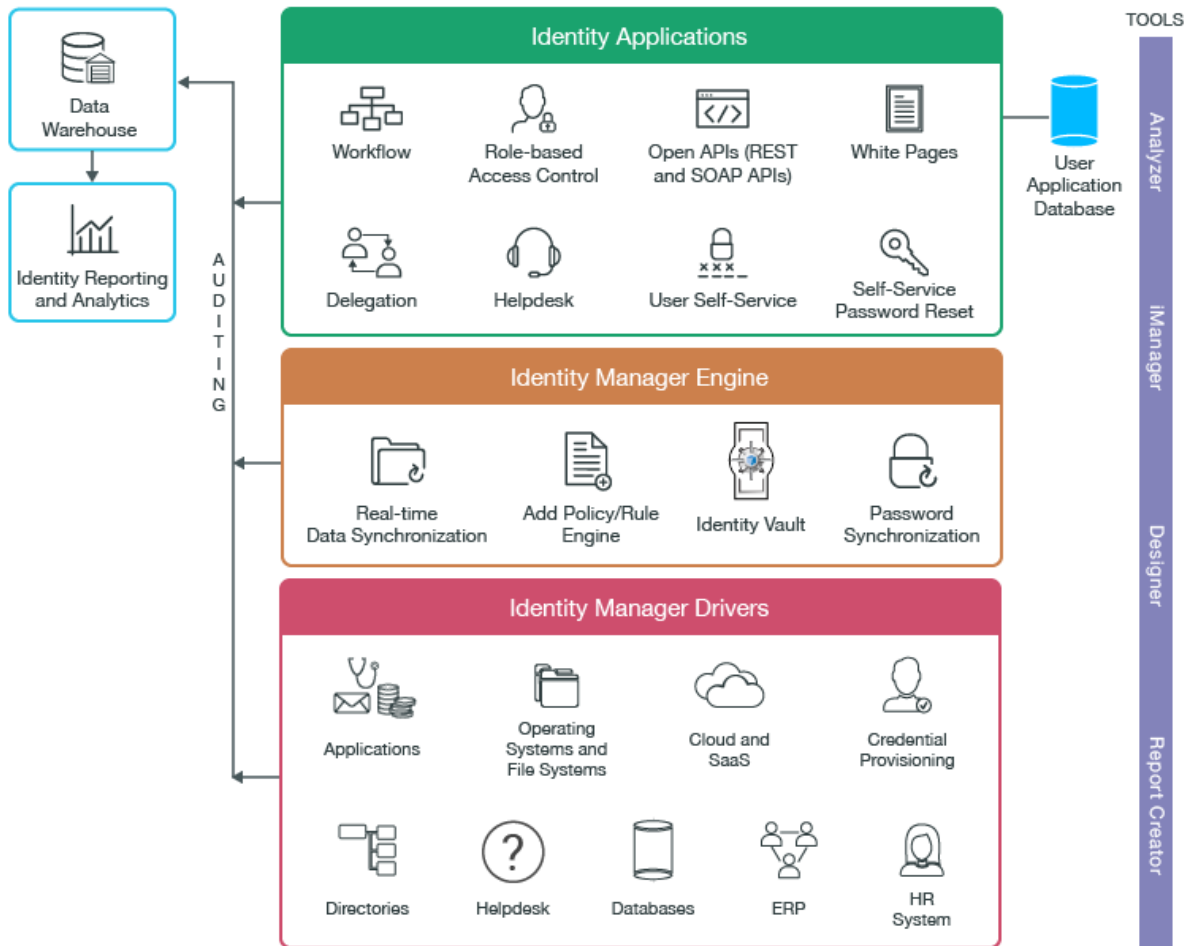 TOOLS
Data
Warehouse
Identity Reporting
and Analytics
AUDITING
Identity Applications
Workflow
Role-based
Access Control
Open APIs (REST
and SOAP APIs)
White Pages
Delegation
Helpdesk
User Self-Service
Self-Service
Password Reset
User
Application
Database
Identity Manager Engine
Real-time
Data Synchronization
Add Policy/Rule
Engine
Identity Vault
Password
Synchronization
Identity Manager Drivers
Applications
Operating
Systems and
File Systems
Cloud and
SaaS
Credential
Provisioning
Directories
Helpdesk
Databases
ERP
HR
System
Analyzer
iManager
Designer
Report Creator